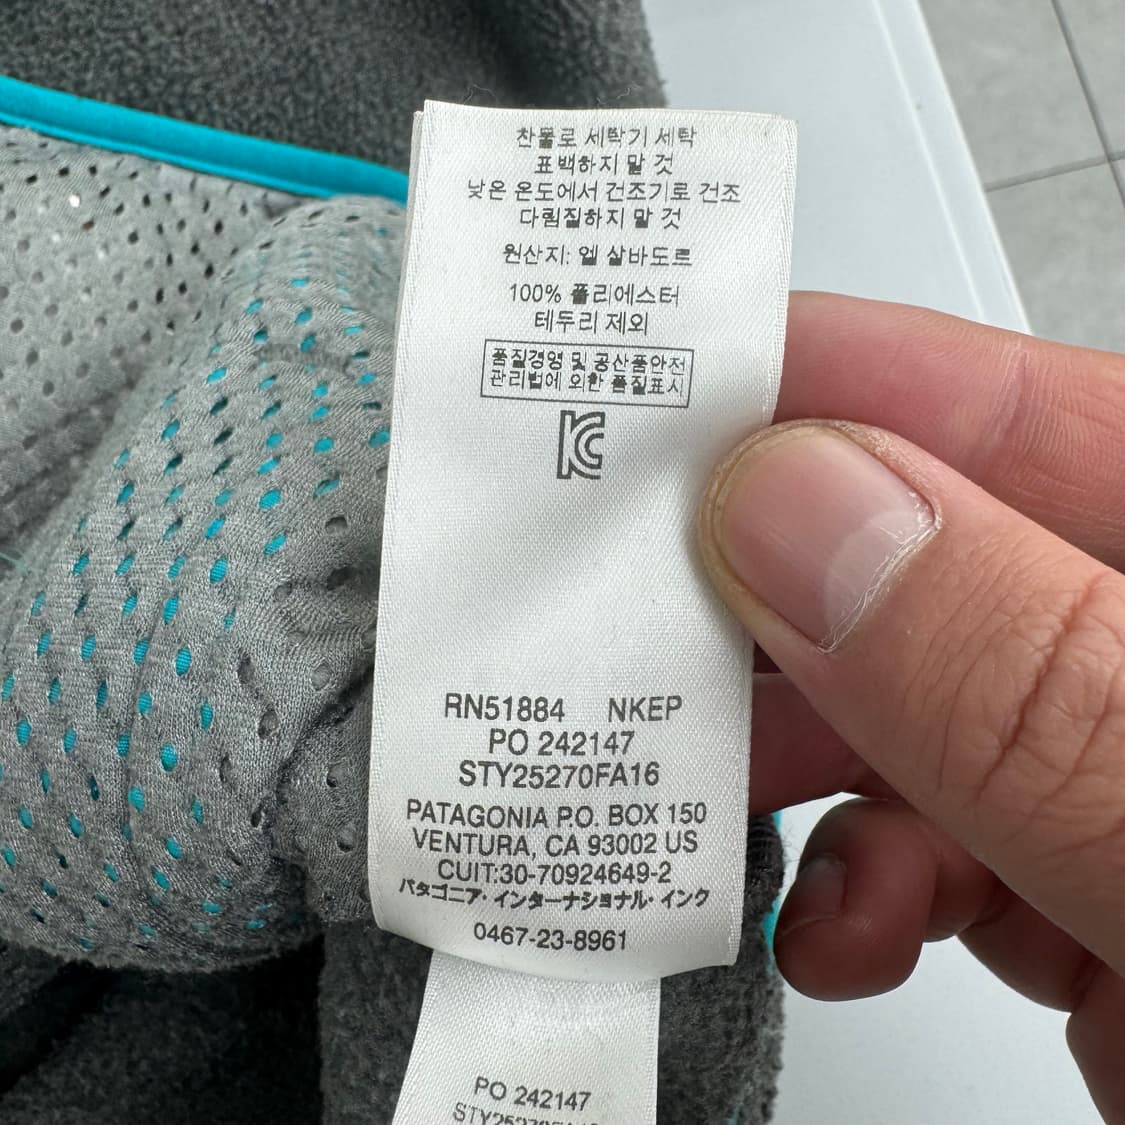 찬물로 세탁기 세탁
표백하지 말 것
낮은 온도에서 건조기로 건조
다림질하지 말 것
원산지: 엘 살바도르
100% 폴리에스터
테두리 제외
품질경영 및 공산품안전
관리법에 의한 품질표시
KC
RN51884 NKEP
PO 242147
STY25270FA16
PATAGONIA P.O. BOX 150
VENTURA, CA 93002 US
CUIT:30-70924649-2
パタゴニア・インターナショナル・インク
0467-23-8961
PO 242147